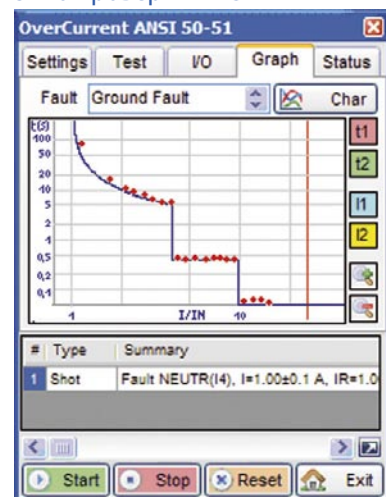 OverCurrent ANSI 50-51
Settings Test I/O Graph Status
Fault Ground Fault Char
t(s)
100
50
20
10
5
2
1
0,5
0,2
0,1
1 I/IN 10
t1
t2
I1
I2
# Type Summary
1 Shot Fault NEUTR(I4), I=1.00±0.1 A, IR=1.0
Start Stop Reset Exit